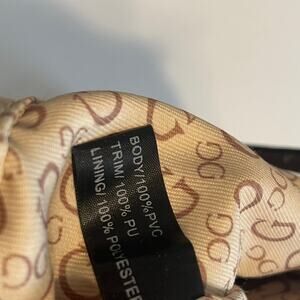 BODY/100%PVC
TRIM/100% PU
LINING/100% POLYESTER